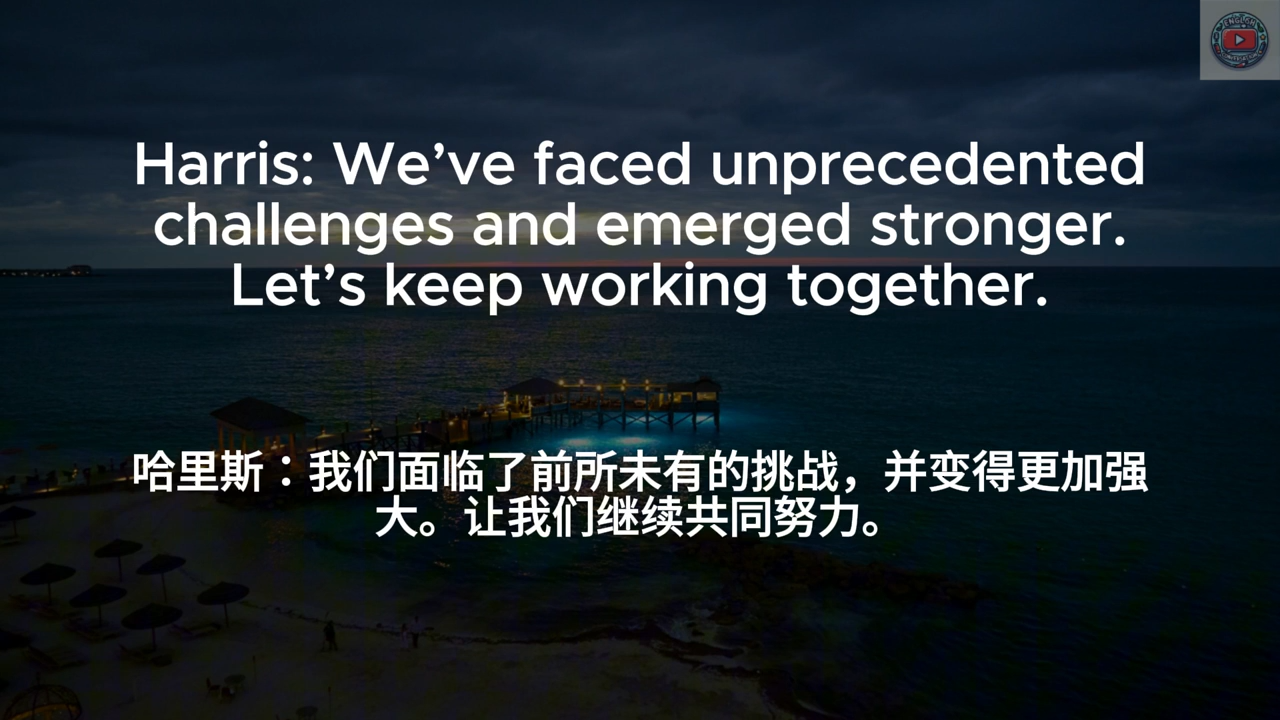 Harris: We’ve faced unprecedented
challenges and emerged stronger.
Let’s keep working together.
哈里斯：我们面临了前所未有的挑战，并变得更加强
大。让我们继续共同努力。
ENGLISH